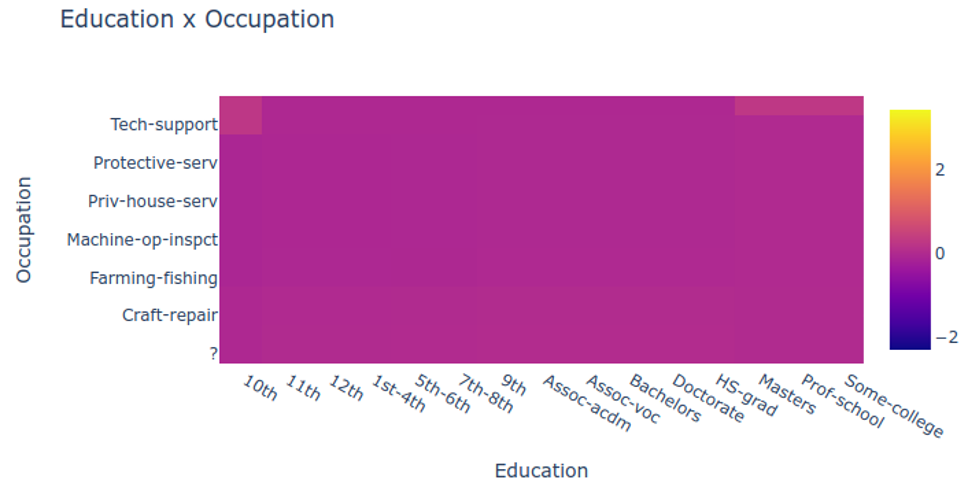 Education x Occupation
Occupation
Tech-support
Protective-serv
Priv-house-serv
Machine-op-inspct
Farming-fishing
Craft-repair
?
10th
11th
12th
1st-4th
5th-6th
7th-8th
9th
Assoc-acdm
Assoc-voc
Bachelors
Doctorate
HS-grad
Masters
Prof-school
Some-college
Education
2
0
−2